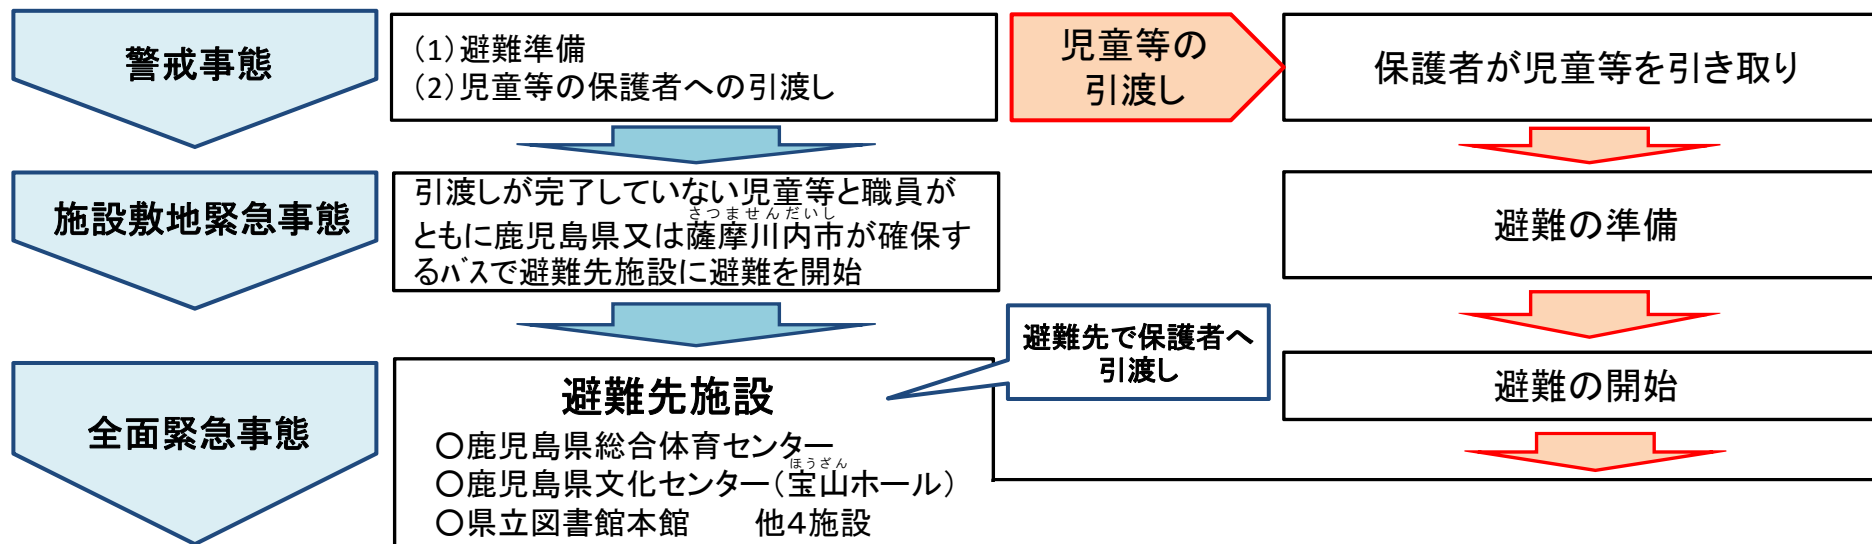 警戒事態
(1)避難準備
(2)児童等の保護者への引渡し
児童等の
引渡し
保護者が児童等を引き取り
施設敷地緊急事態
引渡しが完了していない児童等と職員が
さつませんだいし
ともに鹿児島県又は薩摩川内市が確保す
るバスで避難先施設に避難を開始
避難の準備
避難先で保護者へ
引渡し
全面緊急事態
避難先施設
○鹿児島県総合体育センター
ほうざん
○鹿児島県文化センター(宝山ホール)
○県立図書館本館　　他4施設
避難の開始